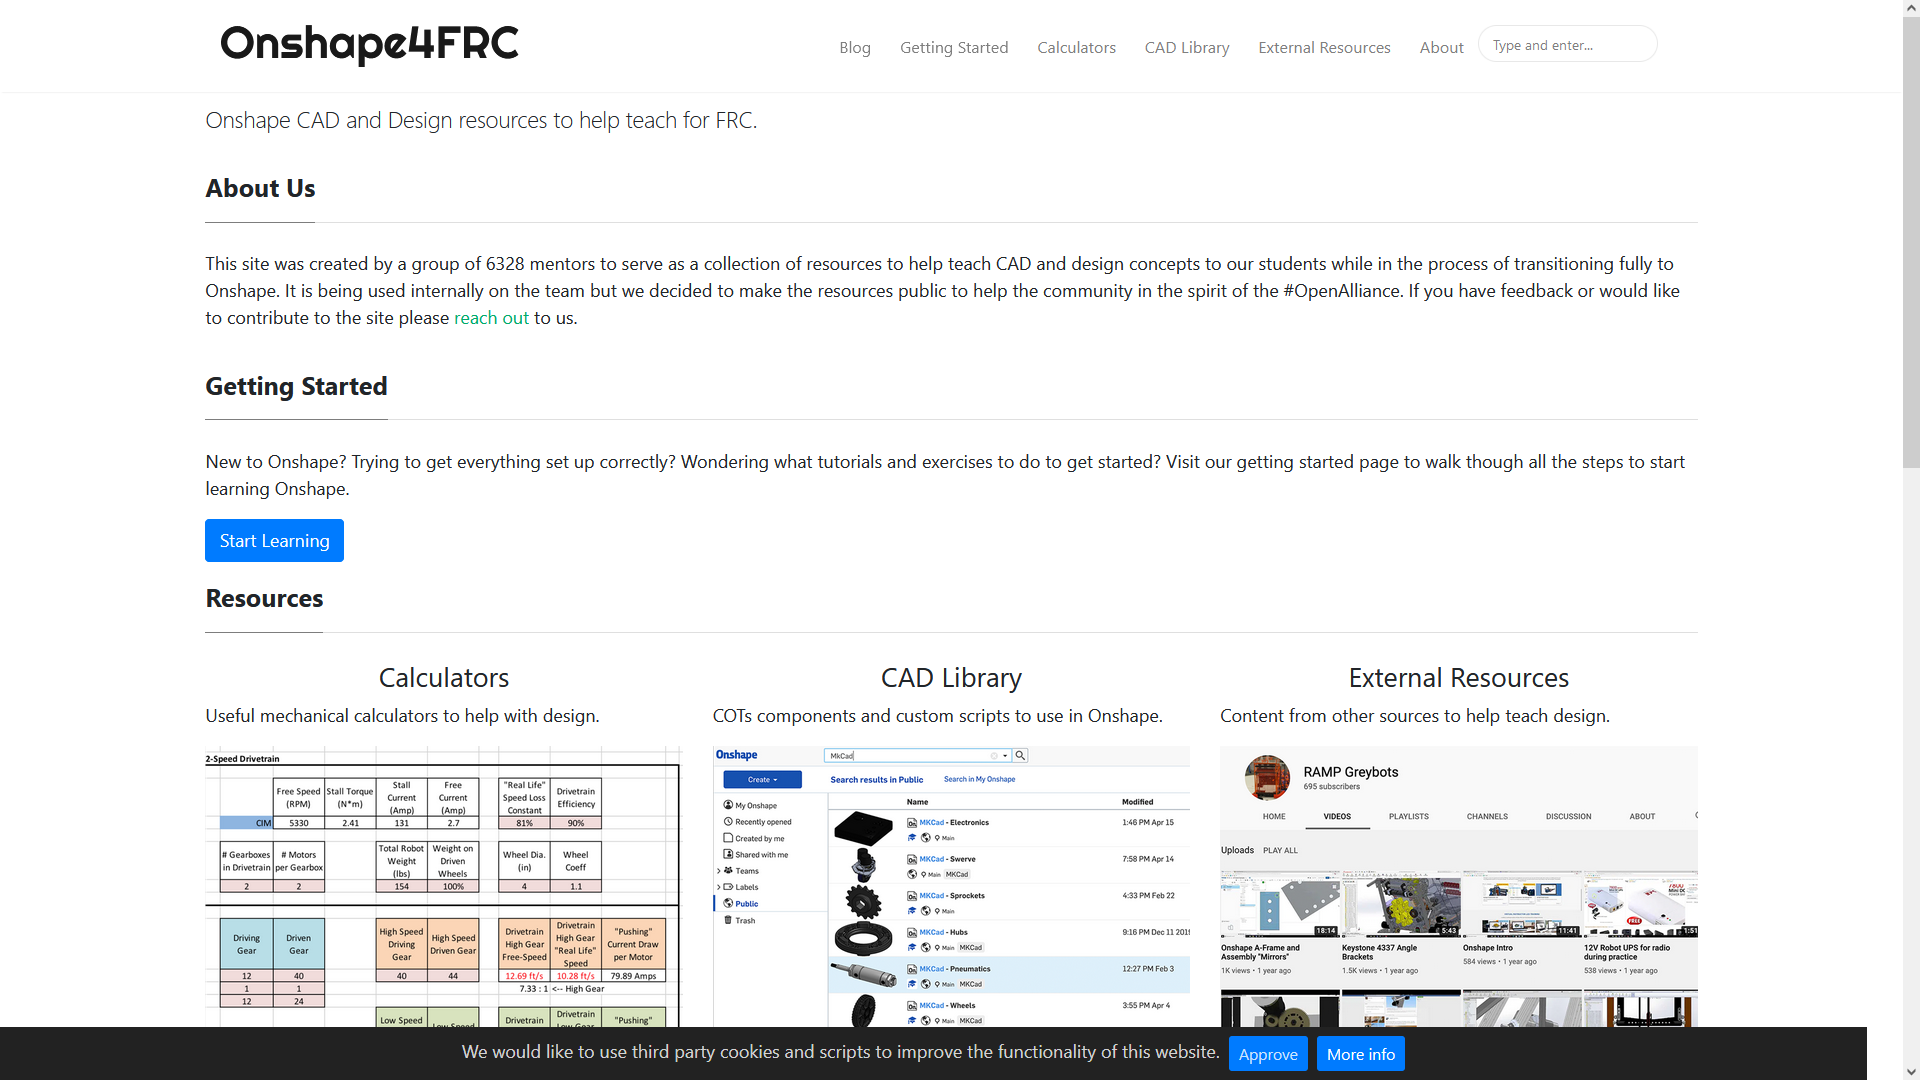 Onshape4FRC
Blog
Getting Started
Calculators
CAD Library
External Resources
About
Type and enter...
Onshape CAD and Design resources to help teach for FRC.
About Us
This site was created by a group of 6328 mentors to serve as a collection of resources to help teach CAD and design concepts to our students while in the process of transitioning fully to
Onshape. It is being used internally on the team but we decided to make the resources public to help the community in the spirit of the #OpenAlliance. If you have feedback or would like
to contribute to the site please reach out to us.
Getting Started
New to Onshape? Trying to get everything set up correctly? Wondering what tutorials and exercises to do to get started? Visit our getting started page to walk though all the steps to start
learning Onshape.
Start Learning
Resources
Calculators
Useful mechanical calculators to help with design.
2-Speed Drivetrain
Free Speed (RPM)
Stall Torque (N*m)
Stall Current (Amp)
Free Current (Amp)
"Real Life" Speed Loss Constant
Drivetrain Efficiency
CIM 5330 2.41 131 2.7 81% 90%
# Gearboxes in Drivetrain
# Motors per Gearbox
Total Robot Weight (lbs)
Weight on Driven Wheels
Wheel Dia. (in)
Wheel Coeff
2 2 154 100% 4 1.1
Driving Gear
Driven Gear
High Speed Driving Gear
High Speed Driven Gear
Drivetrain High Gear Free-Speed
Drivetrain High Gear "Real Life" Speed
"Pushing" Current Draw per Motor
12 40 40 44 12.69 ft/s 10.28 ft/s 79.89 Amps
1 1 7.33 : 1 <-- High Gear
12 24
Low Speed
Low Speed
Drivetrain
Drivetrain
Low Gear
"Pushing"
CAD Library
COTs components and custom scripts to use in Onshape.
Onshape
MkCad
Create
Search results in Public
Search in My Onshape
My Onshape
Recently opened
Created by me
Shared with me
Teams
Labels
Public
Trash
Name
Modified
MKCad - Electronics
1:46 PM Apr 15
Main
MKCad - Swerve
7:58 PM Apr 14
Main MKCad
MKCad - Sprockets
4:33 PM Feb 22
Main
MKCad - Hubs
9:16 PM Dec 11 201
Main MKCad
MKCad - Pneumatics
12:27 PM Feb 3
Main MKCad
MKCad - Wheels
3:55 PM Apr 4
Main MKCad
External Resources
Content from other sources to help teach design.
RAMP Greybots
695 subscribers
HOME
VIDEOS
PLAYLISTS
CHANNELS
DISCUSSION
ABOUT
Uploads
PLAY ALL
18:14
5:43
11:41
FREE
1:51
Onshape A-Frame and Assembly "Mirrors"
1K views • 1 year ago
Keystone 4337 Angle Brackets
1.5K views • 1 year ago
Onshape Intro
584 views • 1 year ago
12V Robot UPS for radio during practice
538 views • 1 year ago
We would like to use third party cookies and scripts to improve the functionality of this website.
Approve
More info